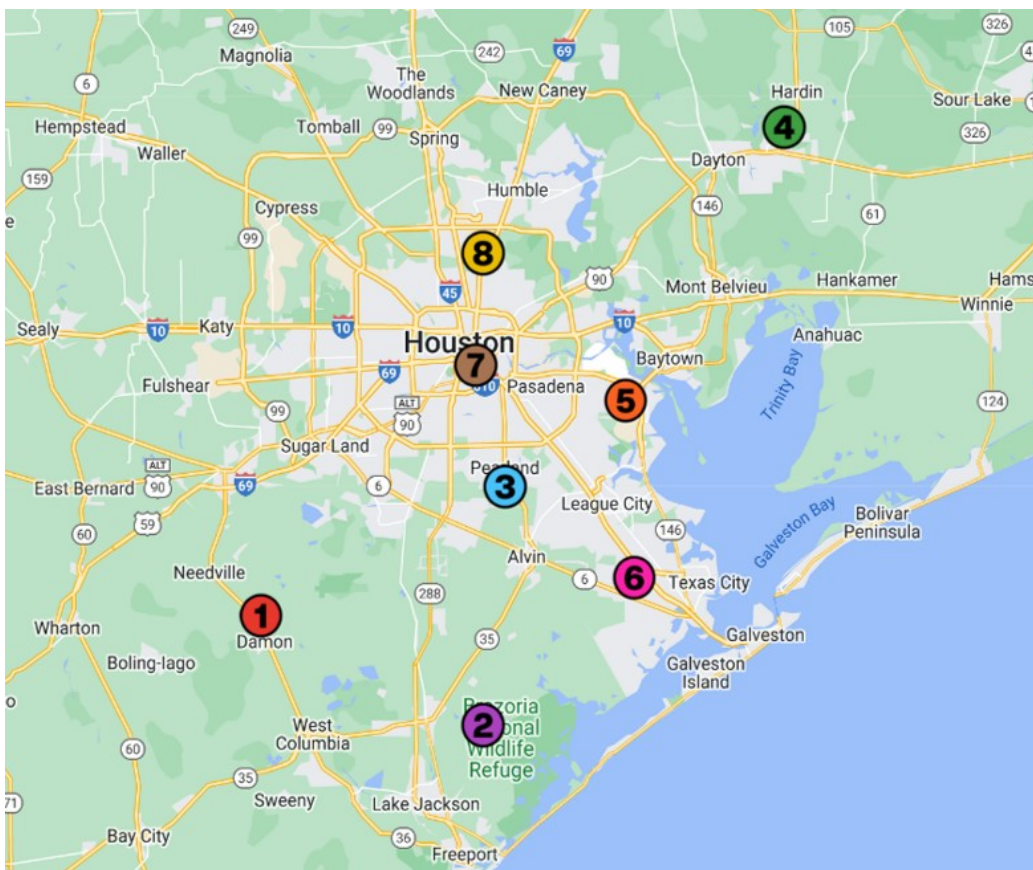 249
Magnolia
242
69
105
326
6
The
Woodlands
New Caney
Hardin
Sour Lake
Hempstead
Tomball
99
Spring
4
326
Waller
Dayton
159
Humble
146
61
Cypress
99
8
90
Mont Belvieu
Hankamer
Hams
45
Winnie
Sealy
10
Katy
10
Houston
10
Anahuac
Baytown
7
69
610
Pasadena
Fulshear
5
Trinity Bay
124
99
ALT
90
Sugar Land
ALT
90
69
6
Pearland
3
East Bernard
League City
Galveston Bay
Bolivar
Peninsula
59
60
146
Alvin
Needville
288
6
6
Texas City
1
Wharton
Damon
35
Galveston
Boling-Iago
Galveston
Island
2
Brazoria
National
Wildlife
Refuge
West
Columbia
60
35
Sweeny
Lake Jackson
71
Bay City
36
Freeport